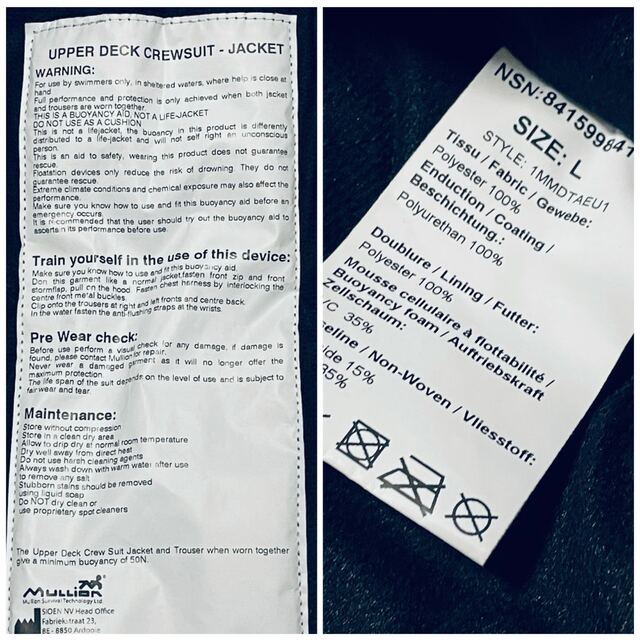 UPPER DECK CREWSUIT - JACKET
WARNING:
For use by swimmers only, in sheltered waters, where help is close at
hand
Full performance and protection is only achieved when both jacket
and trousers are worn together.
THIS IS A BUOYANCY AID, NOT A LIFEJACKET
DO NOT USE AS A CUSHION
This is not a lifejacket, the buoancy in this product is differently
distributed to a life-jacket and will not self right an unconscious
person.
This is an aid to safety, wearing this product does not guarantee
rescue.
Floatation devices only reduce the risk of drowning. They do not
guarantee rescue.
Extreme climate conditions and chemical exposure may also affect the
performance.
Make sure you know how to use and fit this buoyancy aid before an
emergency occurs.
It is recommended that the user should try out the buoyancy aid to
ascertain its performance before use.
Train yourself in the use of this device:
Make sure you know how to use and fit this buoyancy aid.
Don this garment like a normal jacket.fasten front zip and front
stormflap, pull on the hood. Fasten chest harness by interlocking the
centre front metal buckles.
Clip onto the trousers at right and left fronts and centre back.
In the water fasten the anti-flushing straps at the wrists.
Pre Wear check:
Before use perform a visual check for any damage, if damage is
found, please contact Mullion for repair.
Never wear a damaged garment as it will no longer offer the
maximum protection.
The life span of the suit depends on the level of use and is subject to
fair wear and tear.
Maintenance:
Store without compression
Store in a clean dry area
Allow to drip dry at normal room temperature
Dry well away from direct heat
Do not use harsh cleaning agents
Always wash down with warm water after use
to remove any salt
Stubborn stains should be removed
using liquid soap
Do NOT dry clean or
use proprietary spot cleaners
The Upper Deck Crew Suit Jacket and Trouser when worn together
give a minimum buoyancy of 50N.
MULLION
Mullion Survival Technology Ltd.
SIOEN NV Head Office
Fabriekstraat 23,
BE - 8850 Ardooie
NSN:8415998641
SIZE: L
STYLE: 1MMDTAEU1
Tissu / Fabric / Gewebe:
Polyester 100%
Enduction / Coating /
Beschichtung.:
Polyurethan 100%
Doublure / Lining / Futter:
Polyester 100%
Mousse cellulaire à flottabilité /
Buoyancy foam / Auftriebskraft
Zellschaum:
/C 35%
seline / Non-Woven / Vliesstoff:
ide 15%
35%